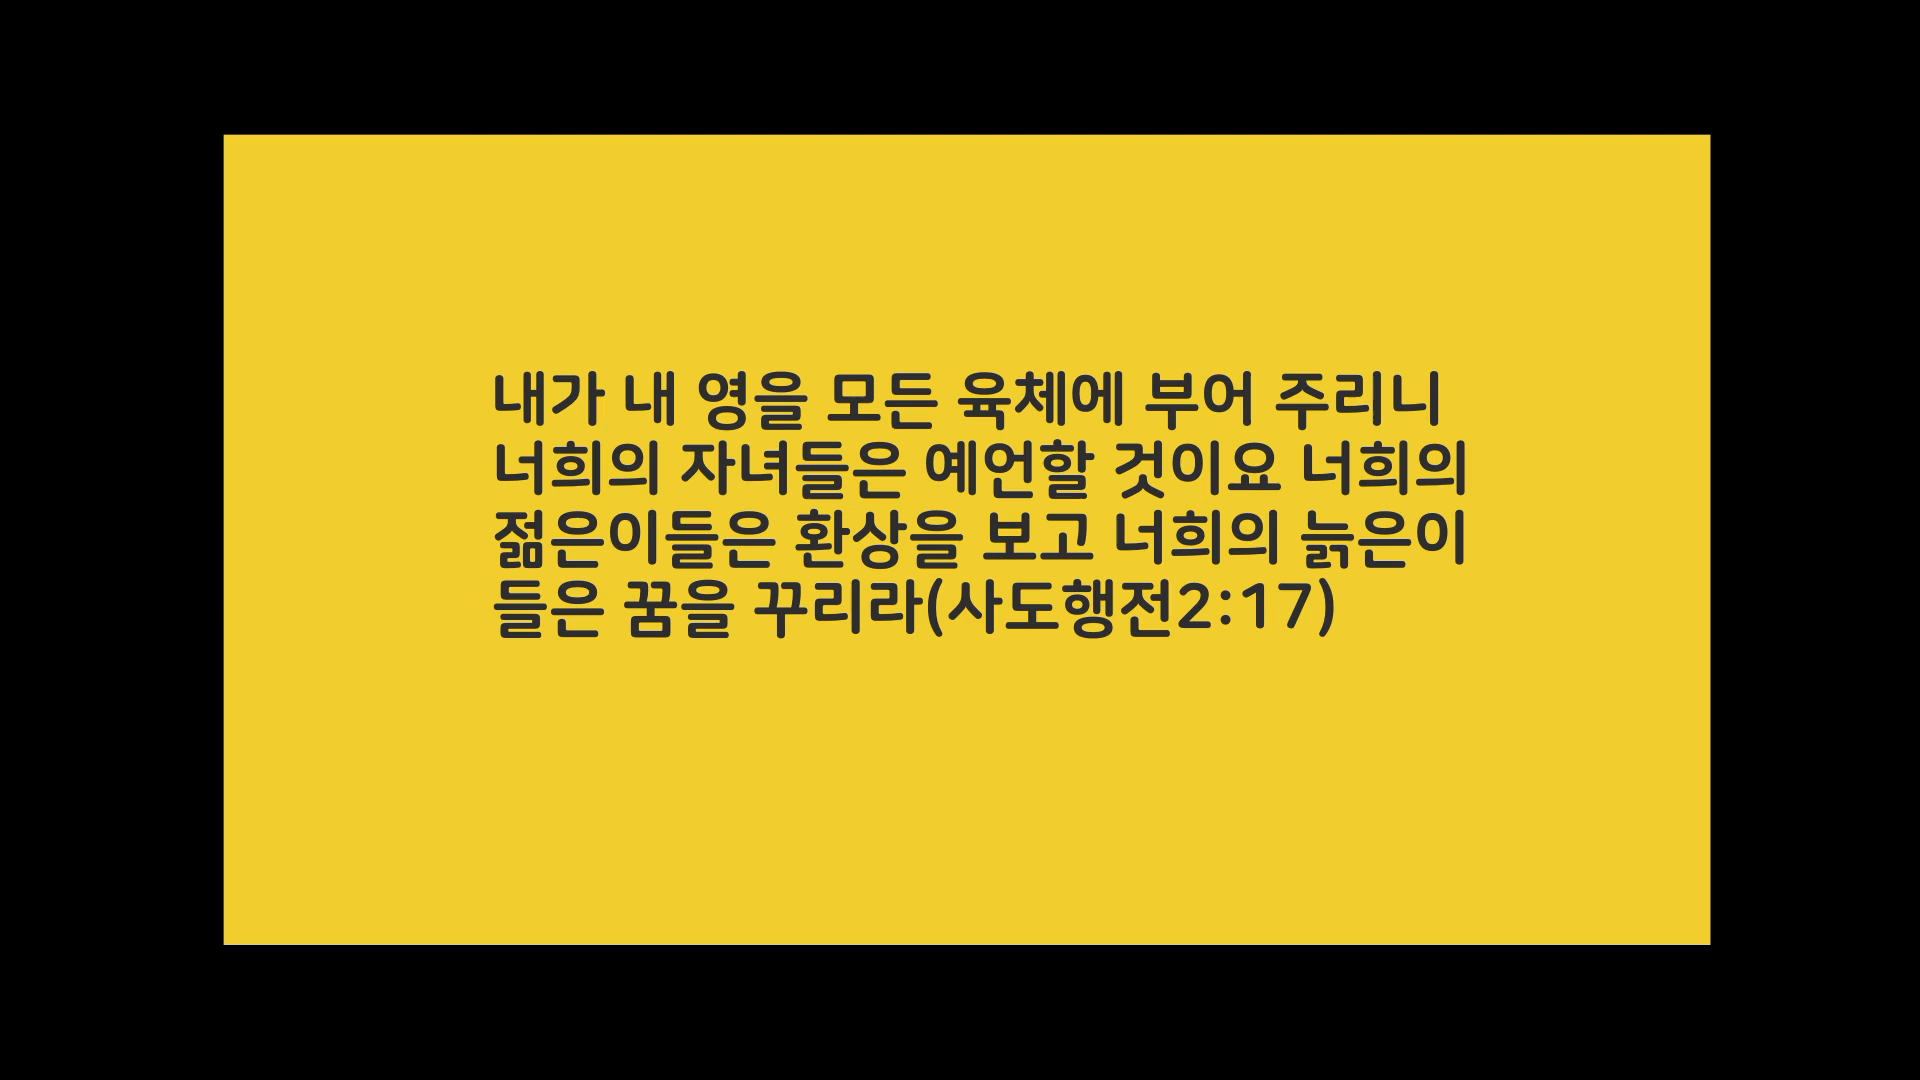 내가 내 영을 모든 육체에 부어 주리니
너희의 자녀들은 예언할 것이요 너희의
젊은이들은 환상을 보고 너희의 늙은이
들은 꿈을 꾸리라(사도행전2:17)